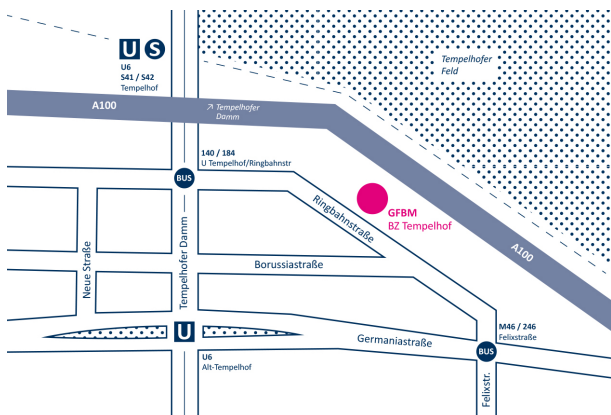 U S
U6
S41 / S42
Tempelhof
Tempelhofer
Feld
A100
↗ Tempelhofer
Damm
140 / 184
U Tempelhof/Ringbahnstr
BUS
GFBM
BZ Tempelhof
Ringbahnstraße
Neue Straße
Tempelhofer Damm
Borussiastraße
A100
U
U6
Alt-Tempelhof
Germaniastraße
M46 / 246
Felixstraße
BUS
Felixstr.